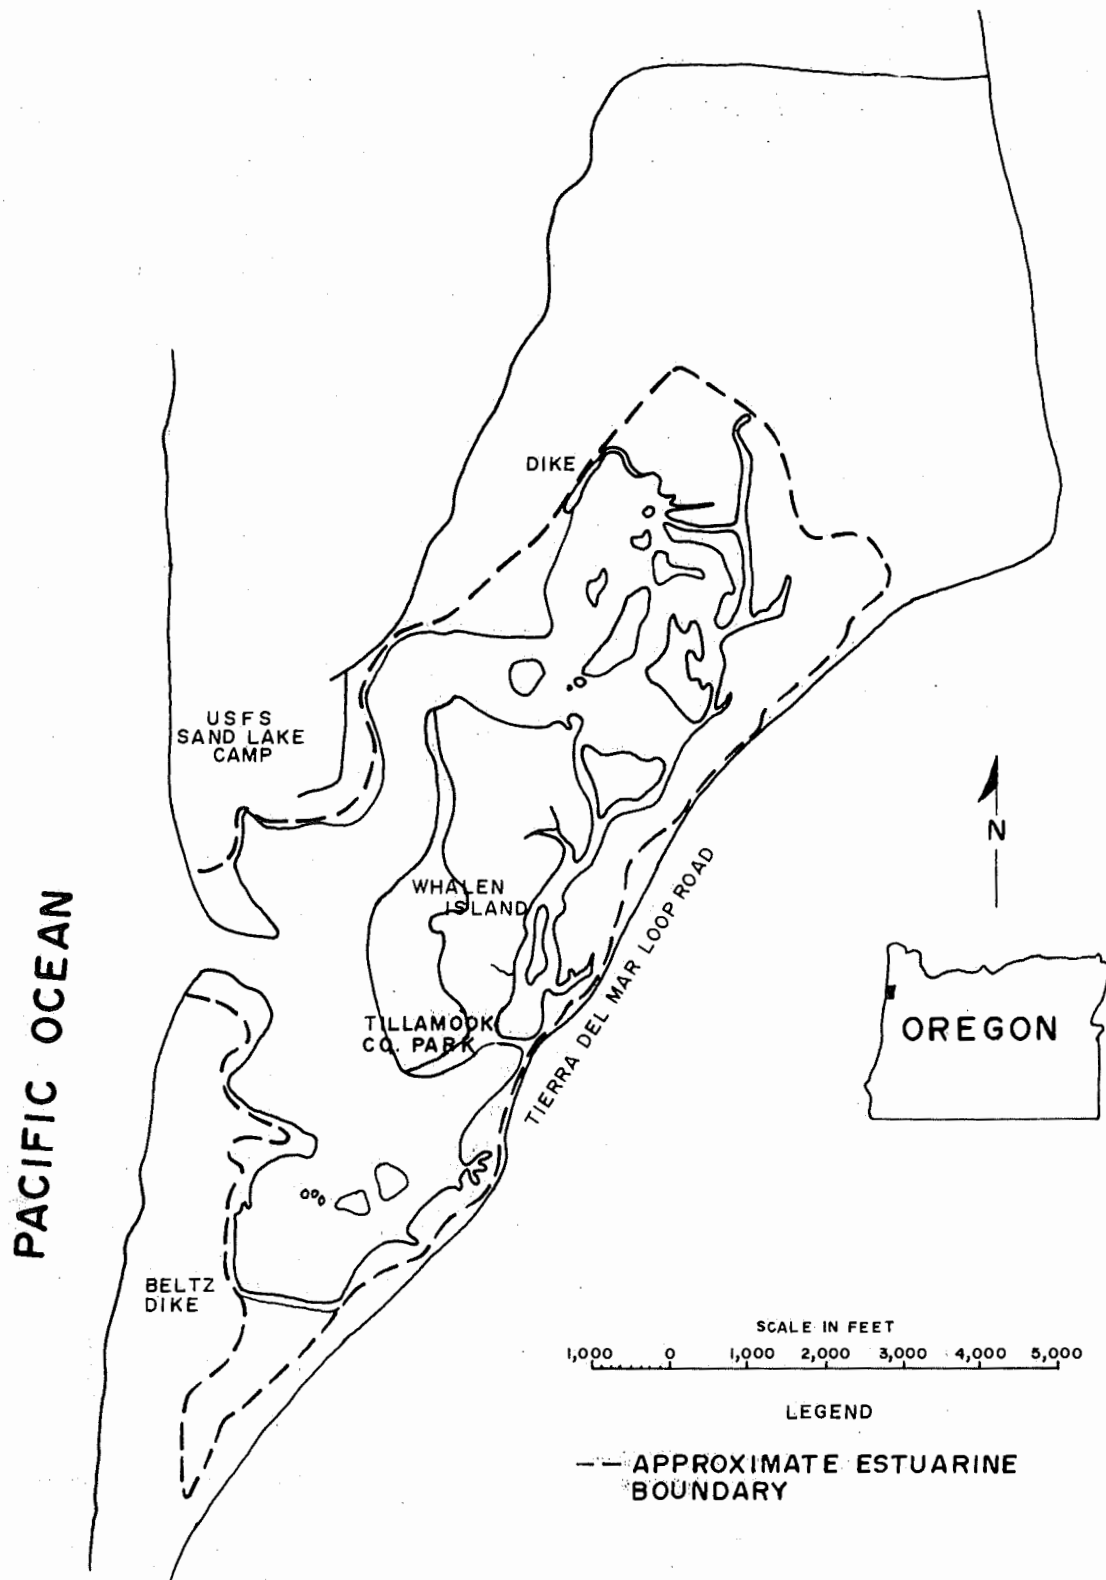 DIKE
USFS
SAND LAKE
CAMP
WHALEN
ISLAND
TILLAMOOK
CO. PARK
TIERRA DEL MAR LOOP ROAD
PACIFIC OCEAN
N
OREGON
BELTZ
DIKE
SCALE IN FEET
1,000 0 1,000 2,000 3,000 4,000 5,000
LEGEND
APPROXIMATE ESTUARINE
BOUNDARY